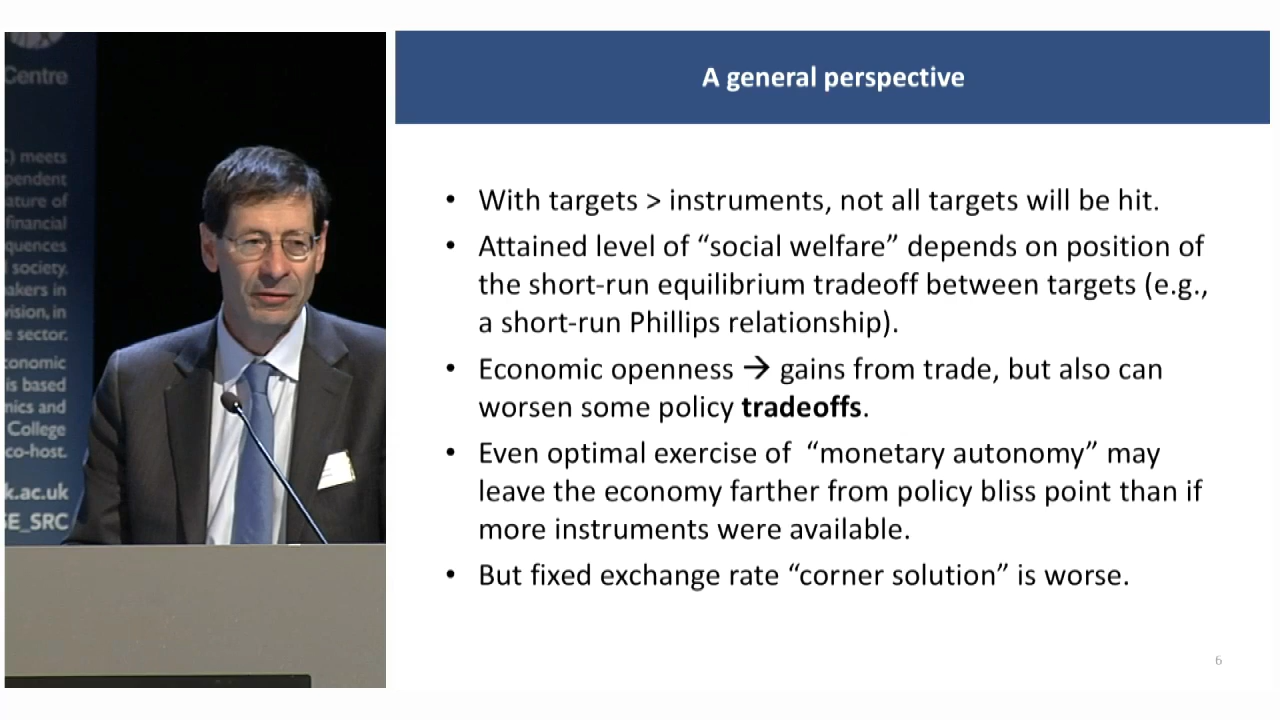 Centre
) meets
pendent
ature of
financial
quences
society.
akers in
vision, in
e sector.
conomic
is based
mics and
College
co-host.
k.ac.uk
SE_SRC
A general perspective
• With targets > instruments, not all targets will be hit.
• Attained level of “social welfare” depends on position of
the short-run equilibrium tradeoff between targets (e.g.,
a short-run Phillips relationship).
• Economic openness → gains from trade, but also can
worsen some policy tradeoffs.
• Even optimal exercise of “monetary autonomy” may
leave the economy farther from policy bliss point than if
more instruments were available.
• But fixed exchange rate “corner solution” is worse.
6